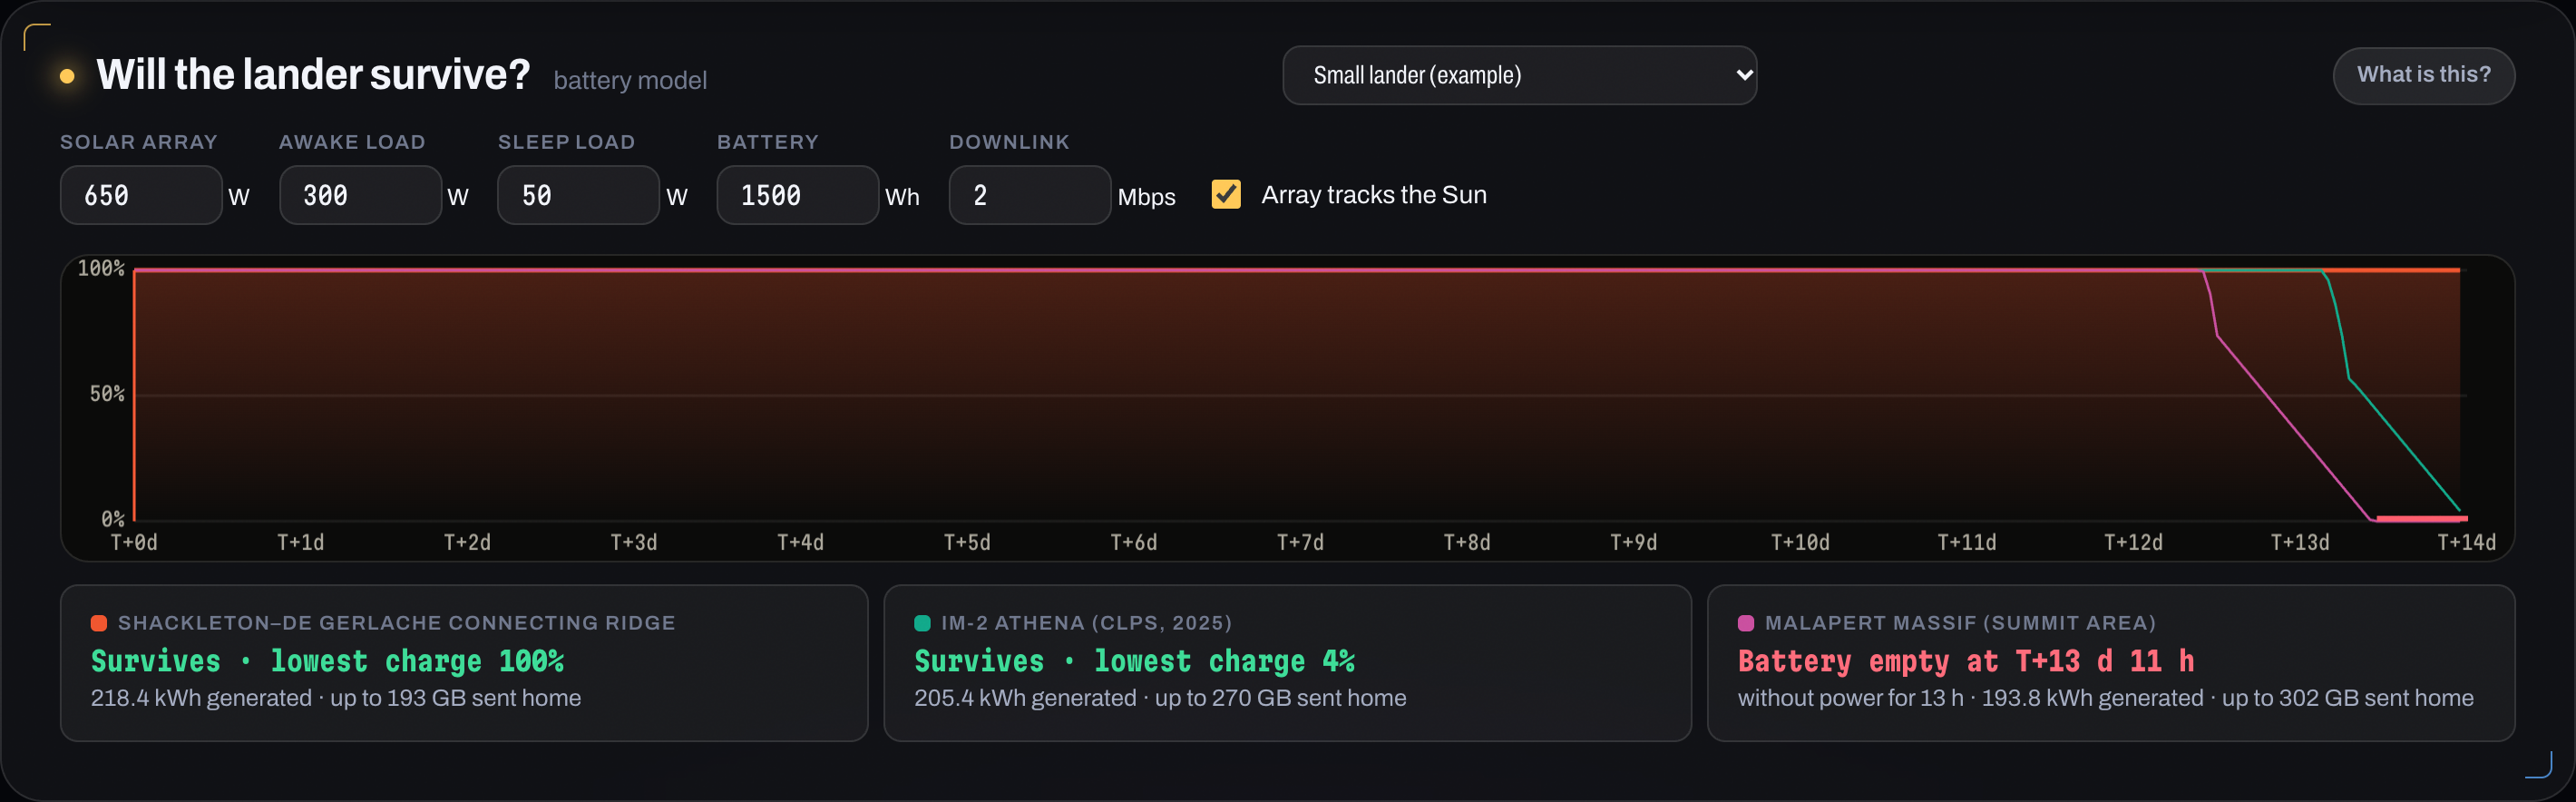 Will the lander survive? battery model
Small lander (example)
What is this?
SOLAR ARRAY AWAKE LOAD SLEEP LOAD BATTERY DOWNLINK
650 W 300 W 50 W 1500 Wh 2 Mbps Array tracks the Sun
100%
50%
0%
T+0d T+1d T+2d T+3d T+4d T+5d T+6d T+7d T+8d T+9d T+10d T+11d T+12d T+13d T+14d
SHACKLETON–DE GERLACHE CONNECTING RIDGE
Survives · lowest charge 100%
218.4 kWh generated · up to 193 GB sent home
IM-2 ATHENA (CLPS, 2025)
Survives · lowest charge 4%
205.4 kWh generated · up to 270 GB sent home
MALAPERT MASSIF (SUMMIT AREA)
Battery empty at T+13 d 11 h
without power for 13 h · 193.8 kWh generated · up to 302 GB sent home